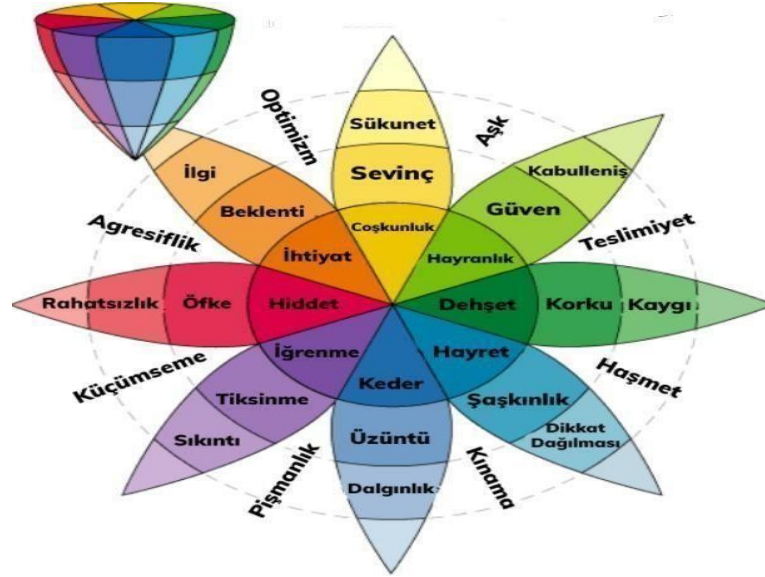 Optimizm
Sükunet
Aşk
İlgi
Sevinç
Kabulleniş
Beklenti
Güven
Agresiflik
Coşkunluk
Teslimiyet
İhtiyat
Hayranlık
Rahatsızlık
Öfke
Hiddet
Dehşet
Korku
Kaygı
İğrenme
Hayret
Küçümseme
Haşmet
Keder
Tiksinme
Şaşkınlık
Sıkıntı
Üzüntü
Dikkat
Dağılması
Pişmanlık
Dalgınlık
Kınama